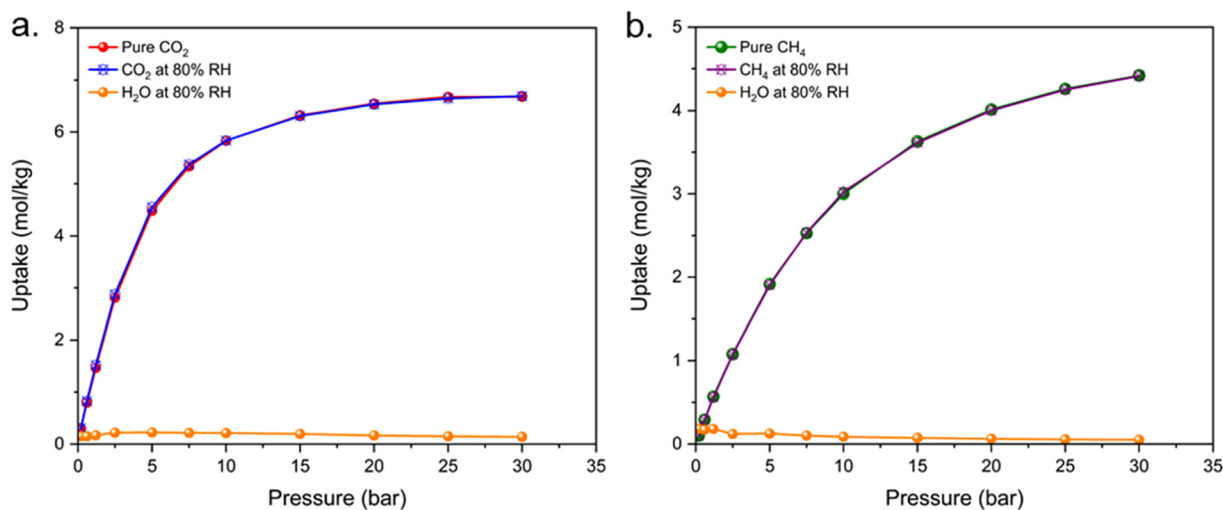 a.
Pure CO₂
CO₂ at 80% RH
H₂O at 80% RH
Uptake (mol/kg)
8
6
4
2
0
0 5 10 15 20 25 30 35
Pressure (bar)
b.
Pure CH₄
CH₄ at 80% RH
H₂O at 80% RH
Uptake (mol/kg)
5
4
3
2
1
0
0 5 10 15 20 25 30 35
Pressure (bar)